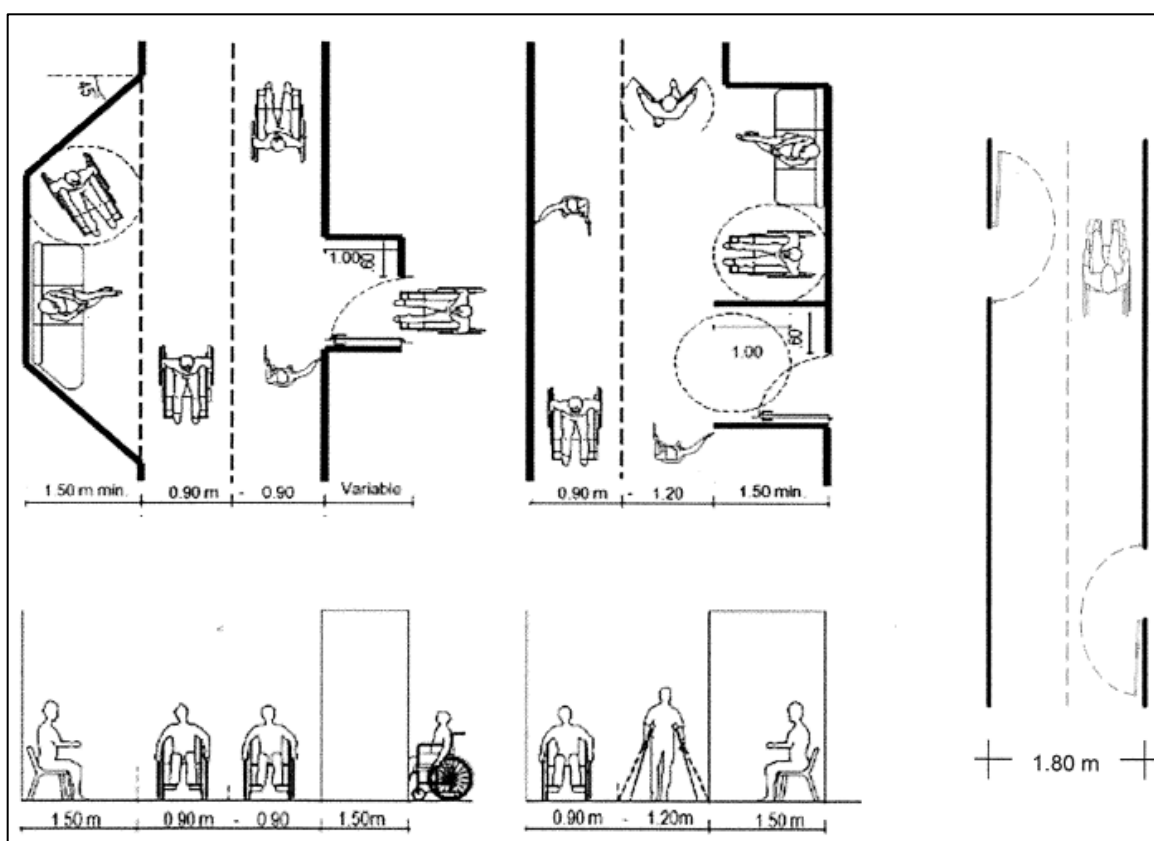 45
1.00
.60
1.50 m min.
0.90 m - 0.90
Variable
.60
1.00
0.90 m - 1.20
1.50 min.
1.80 m
1.50 m
0.90 m - 0.90
1.50m
0.90 m - 1.20m
1.50 m